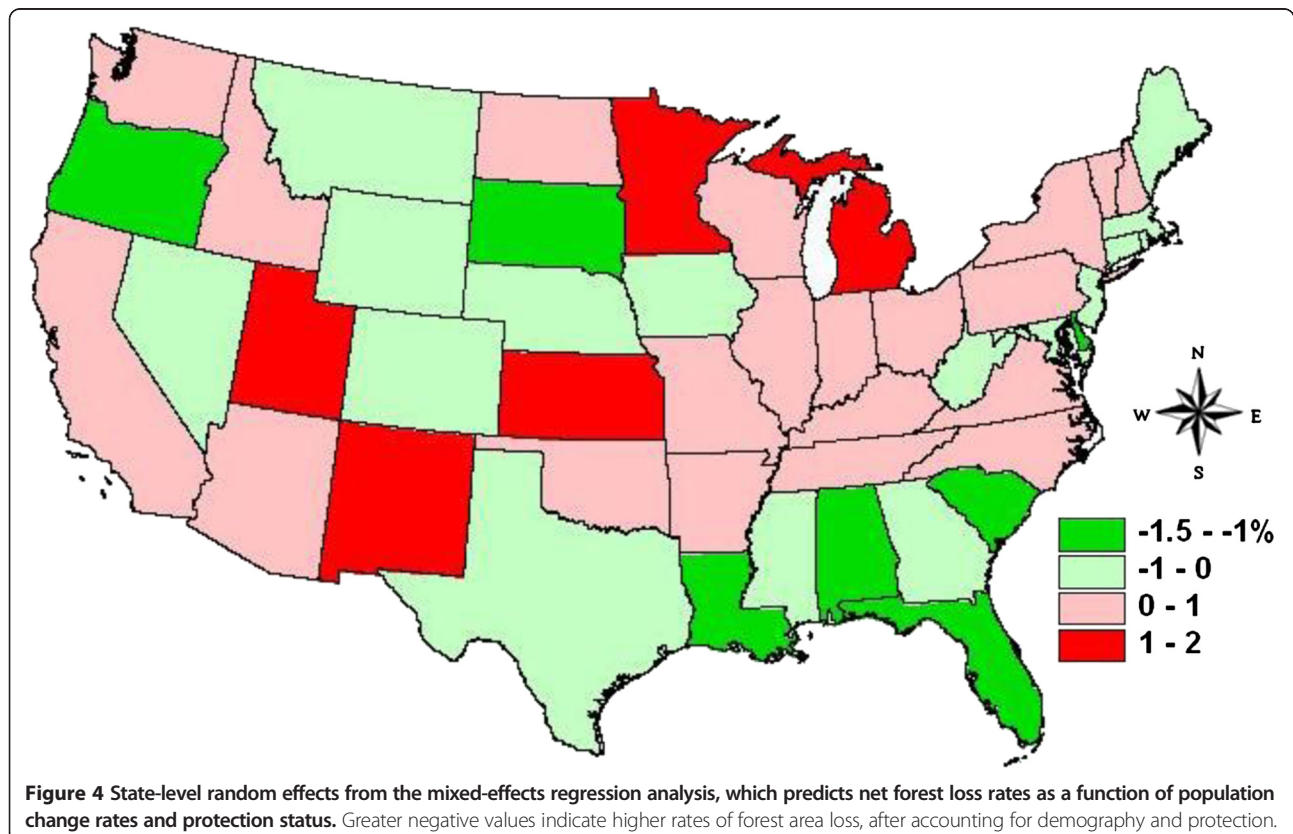 N
W E
S
-1.5 - -1%
-1 - 0
0 - 1
1 - 2
Figure 4 State-level random effects from the mixed-effects regression analysis, which predicts net forest loss rates as a function of population
change rates and protection status. Greater negative values indicate higher rates of forest area loss, after accounting for demography and protection.